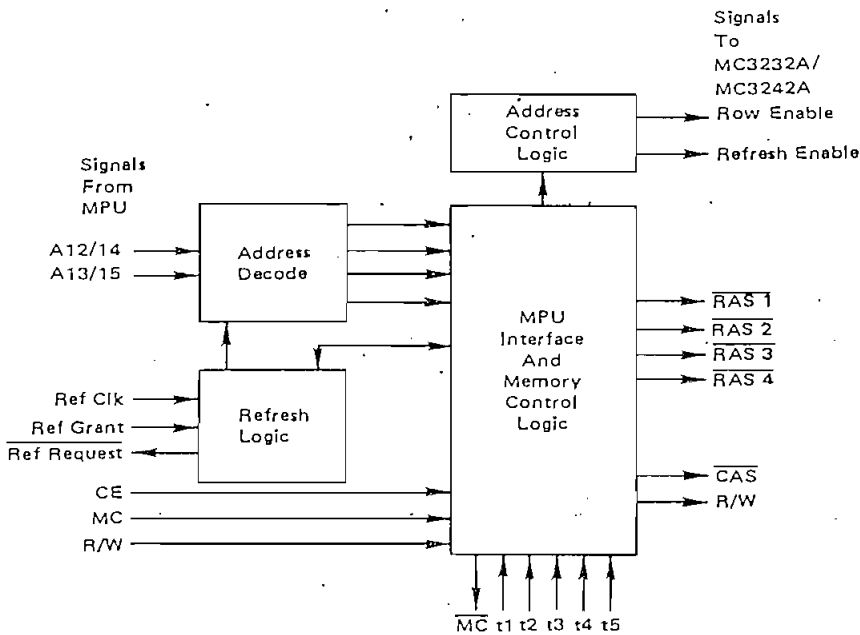 Signals
To
MC3232A/
MC3242A
Row Enable
Refresh Enable
Address
Control
Logic
Signals
From
MPU
A12/14
A13/15
Address
Decode
MPU
Interface
And
Memory
Control
Logic
RAS 1
RAS 2
RAS 3
RAS 4
Ref Clk
Ref Grant
Ref Request
Refresh
Logic
CAS
R/W
CE
MC
R/W
MC t1 t2 t3 t4 t5